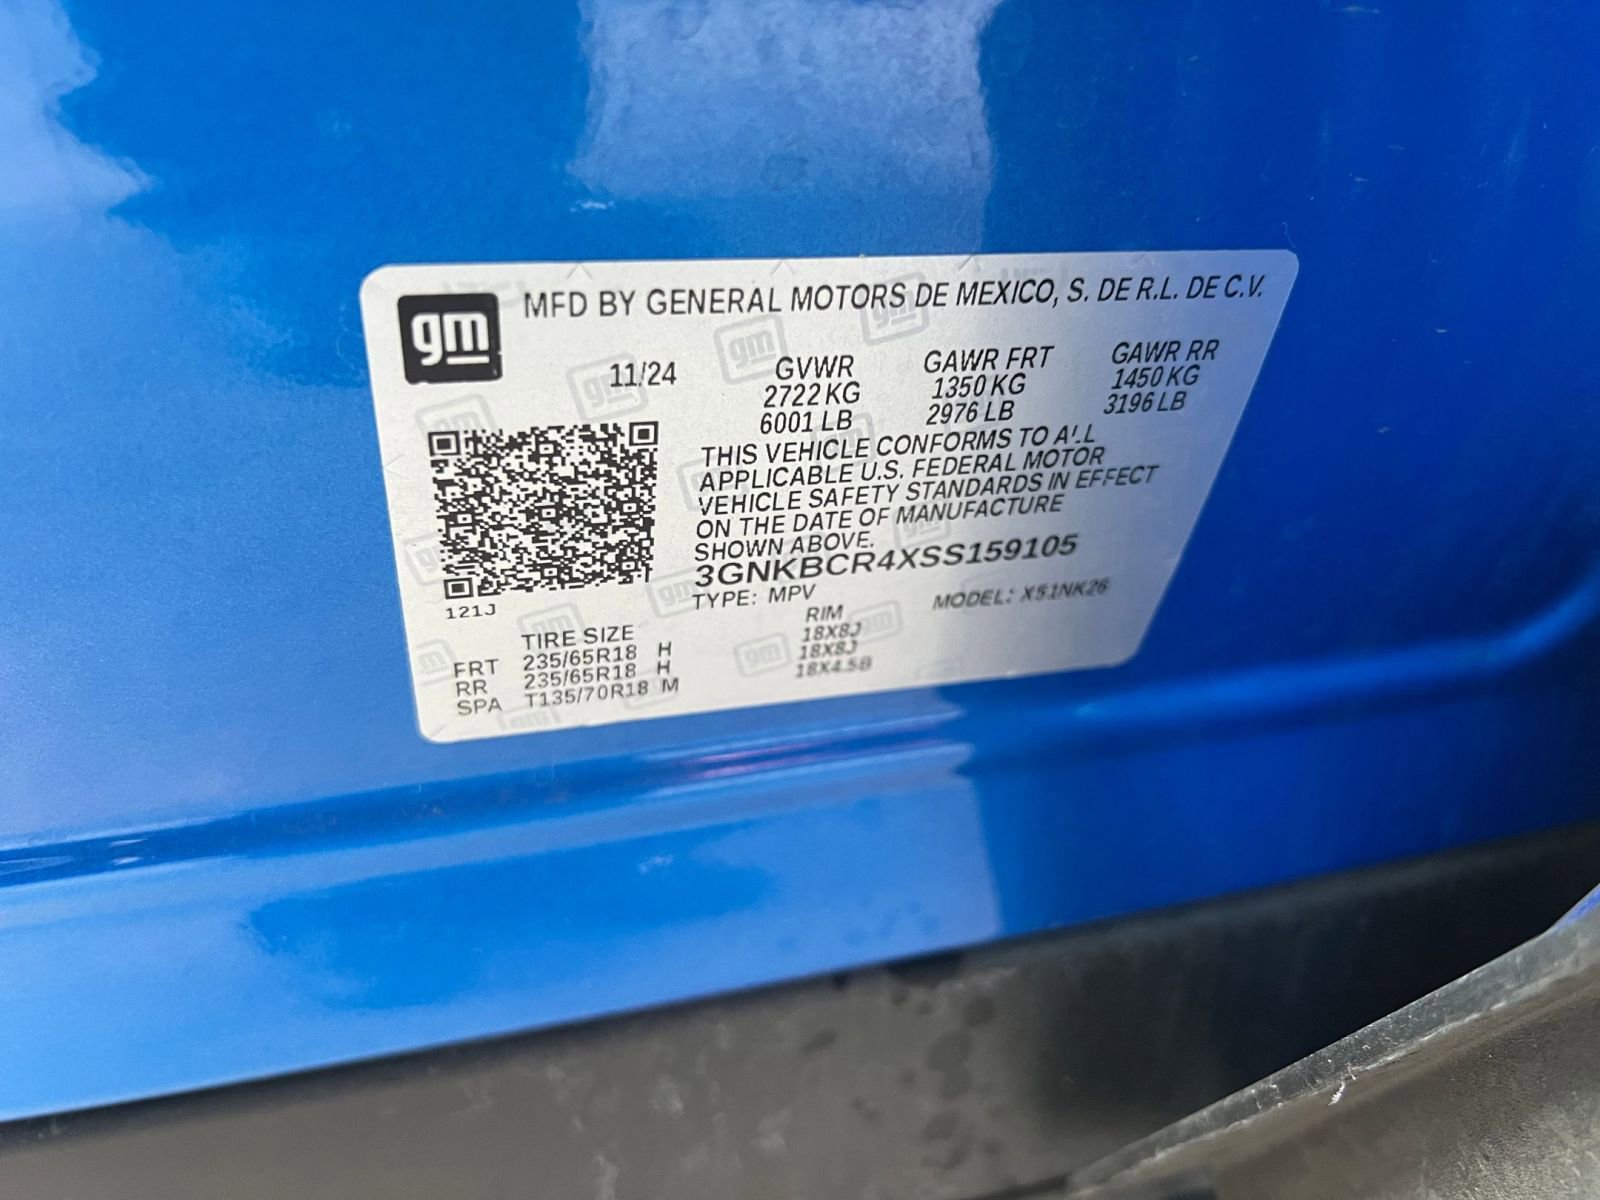 gm
MFD BY GENERAL MOTORS DE MEXICO, S. DE R.L. DE C.V.
11/24
GVWR GAWR FRT GAWR RR
2722 KG 1350 KG 1450 KG
6001 LB 2976 LB 3196 LB
THIS VEHICLE CONFORMS TO ALL
APPLICABLE U.S. FEDERAL MOTOR
VEHICLE SAFETY STANDARDS IN EFFECT
ON THE DATE OF MANUFACTURE
SHOWN ABOVE.
3GNKBCR4XSS159105
TYPE: MPV MODEL: X51NK26
121J
TIRE SIZE RIM
FRT 235/65R18 H 18X8J
RR 235/65R18 H 18X8J
SPA T135/70R18 M 18X4.5B